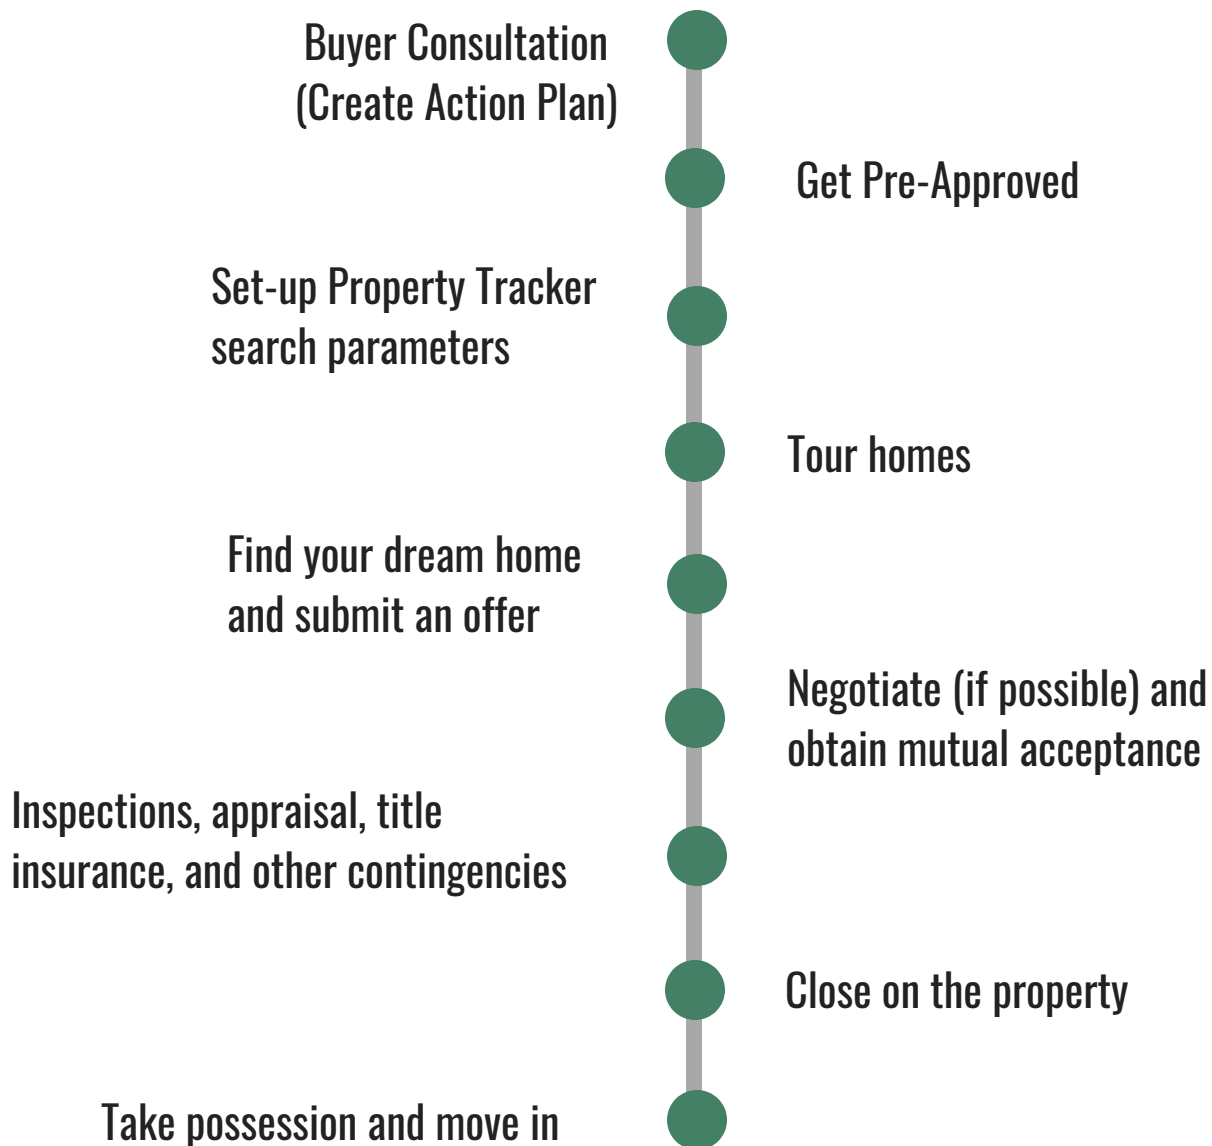 Buyer Consultation
(Create Action Plan)
Get Pre-Approved
Set-up Property Tracker
search parameters
Tour homes
Find your dream home
and submit an offer
Negotiate (if possible) and
obtain mutual acceptance
Inspections, appraisal, title
insurance, and other contingencies
Close on the property
Take possession and move in